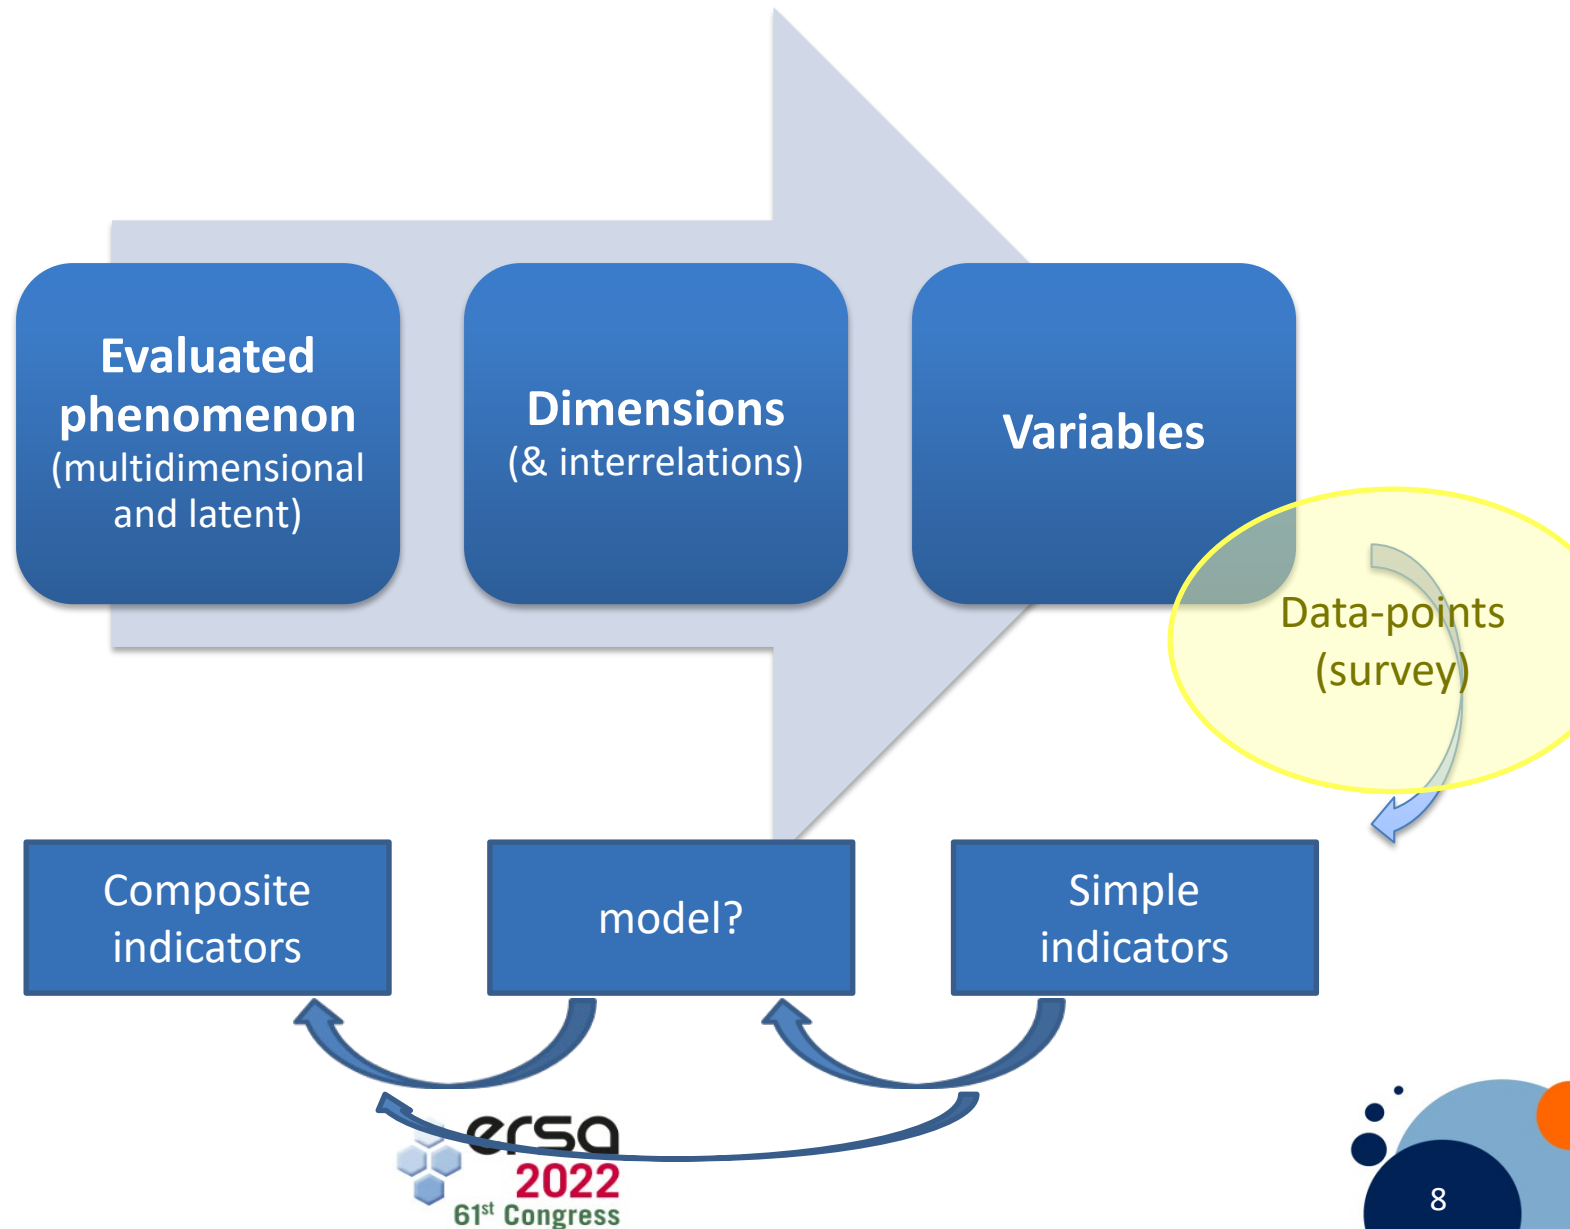 Evaluated
phenomenon
(multidimensional
and latent)
Dimensions
(& interrelations)
Variables
Data-points
(survey)
Composite
indicators
model?
Simple
indicators
ersa
2022
61st Congress
8